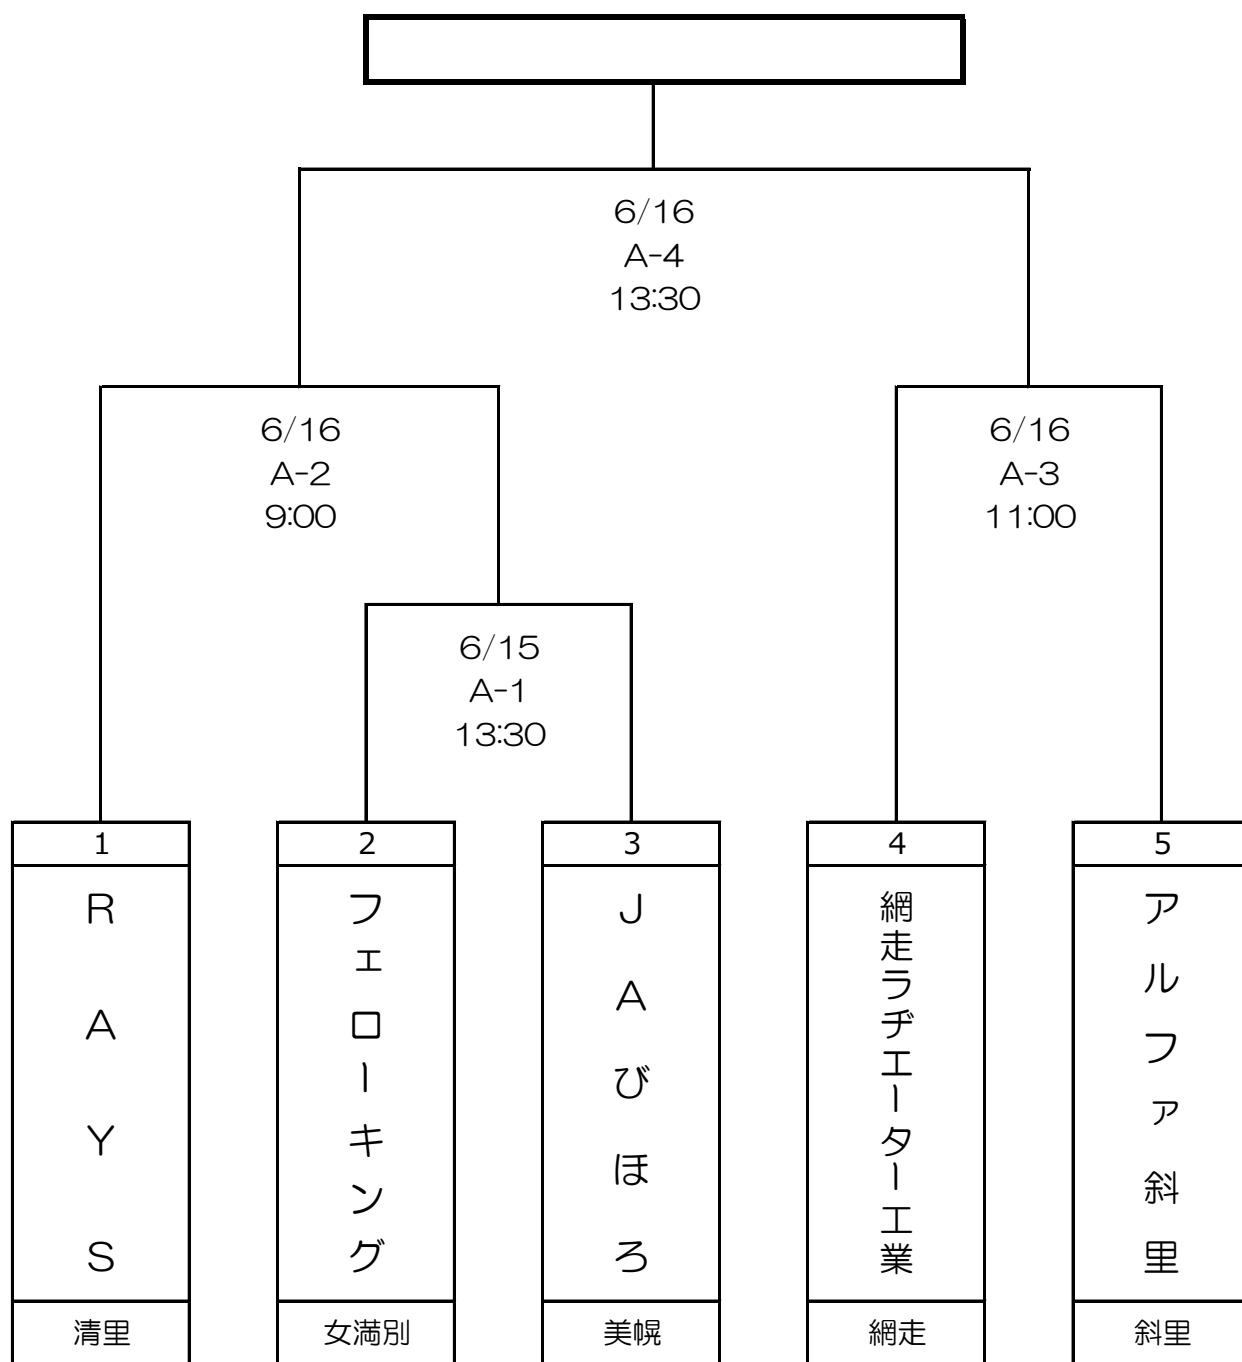 6/16
A-4
13:30
6/16
A-2
9:00
6/16
A-3
11:00
6/15
A-1
13:30
1
2
3
4
5
RAYS
フェローキング
JAびほろ
網走ラヂエーター工業
アルファ斜里
清里
女満別
美幌
網走
斜里